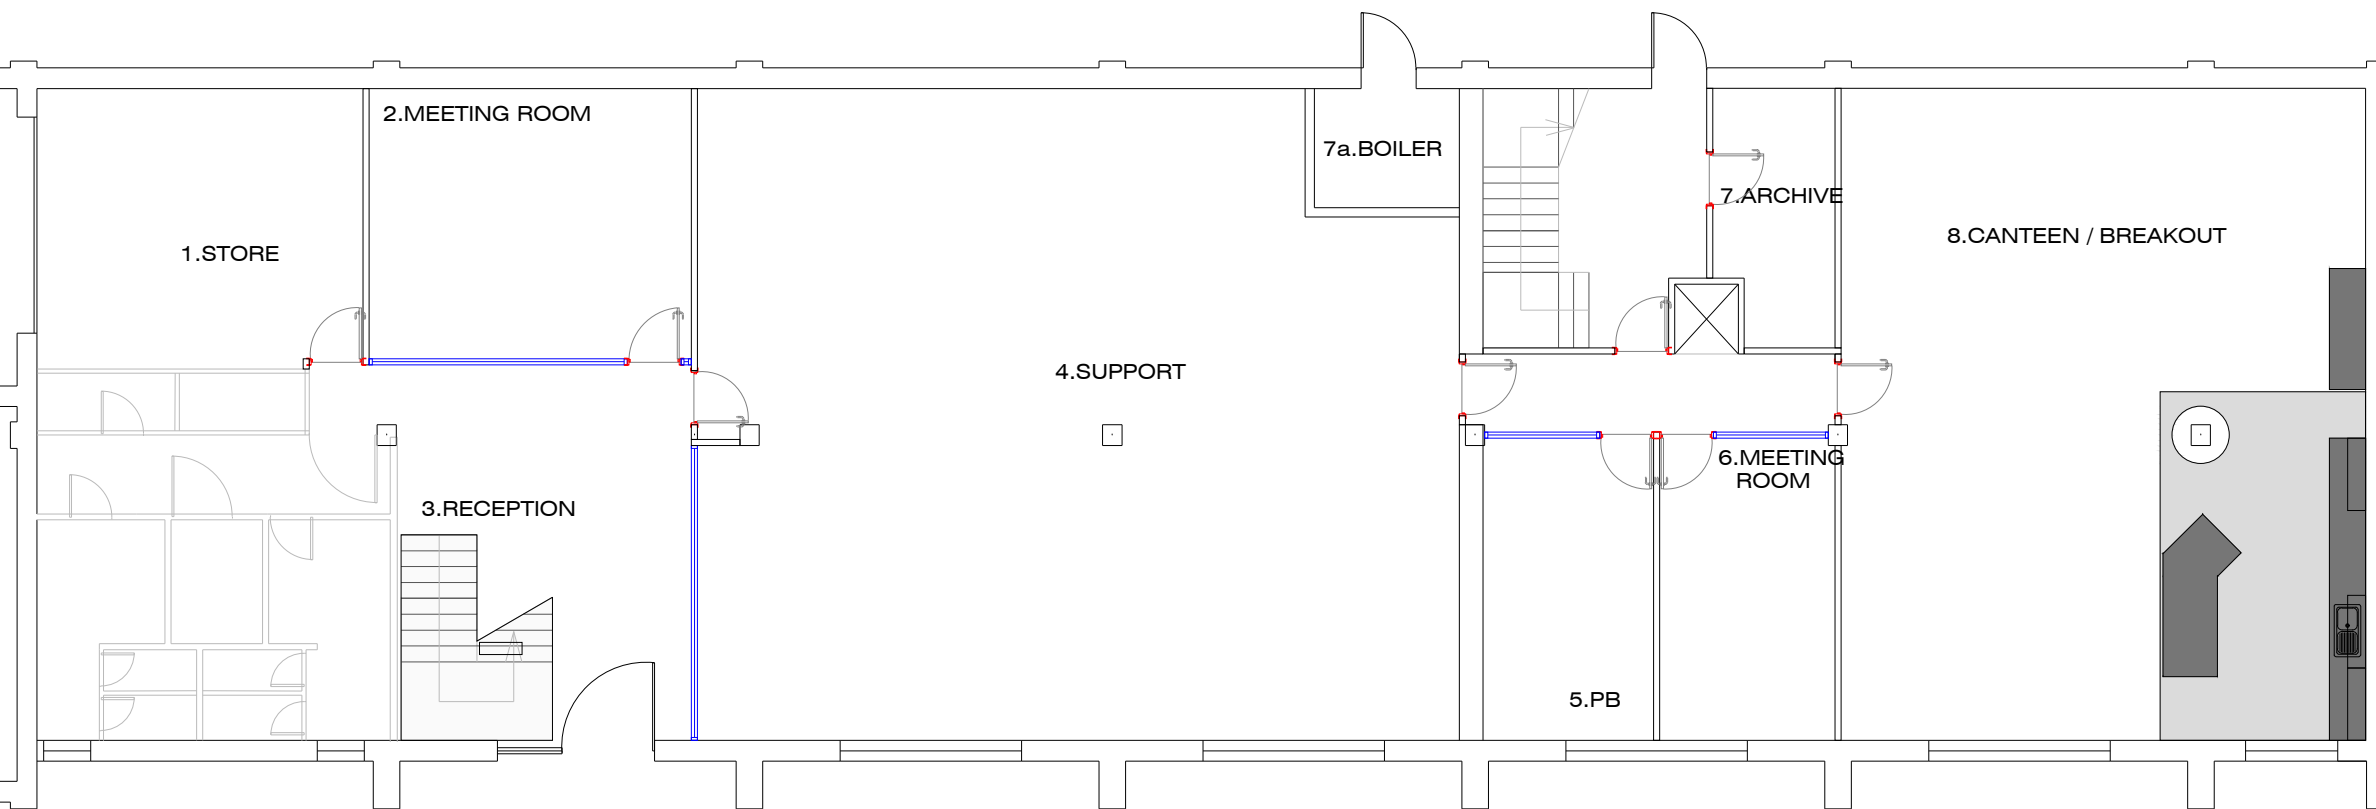 2.MEETING ROOM
7a.BOILER
7.ARCHIVE
8.CANTEEN / BREAKOUT
1.STORE
4.SUPPORT
6.MEETING
ROOM
3.RECEPTION
5.PB